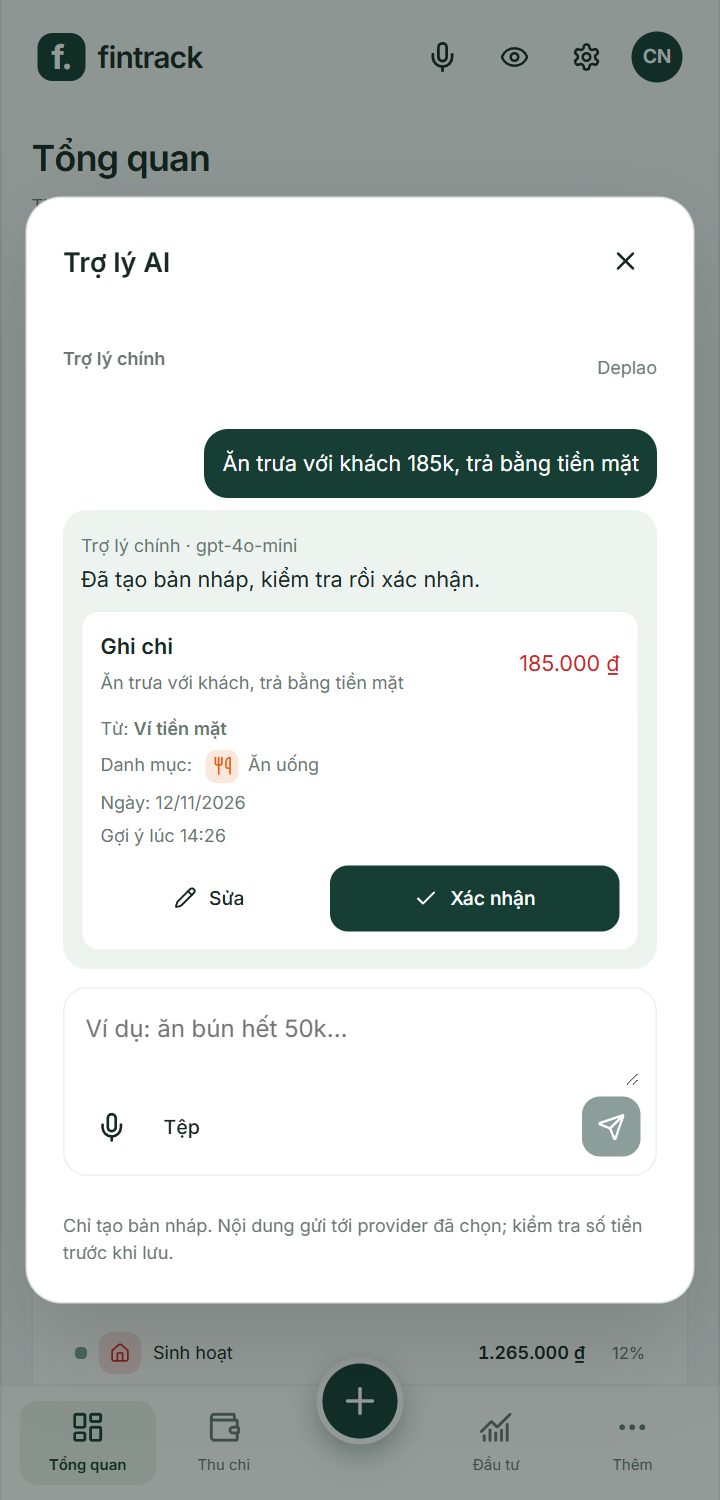 f. fintrack
CN
Tổng quan
Trợ lý AI
Trợ lý chính
Deplao
Ăn trưa với khách 185k, trả bằng tiền mặt
Trợ lý chính · gpt-4o-mini
Đã tạo bản nháp, kiểm tra rồi xác nhận.
Ghi chi
185.000 ₫
Ăn trưa với khách, trả bằng tiền mặt
Từ: Ví tiền mặt
Danh mục: Ăn uống
Ngày: 12/11/2026
Gợi ý lúc 14:26
Sửa
Xác nhận
Ví dụ: ăn bún hết 50k...
Tệp
Chỉ tạo bản nháp. Nội dung gửi tới provider đã chọn; kiểm tra số tiền
trước khi lưu.
Sinh hoạt
1.265.000 ₫
12%
Tổng quan
Thu chi
Đầu tư
Thêm